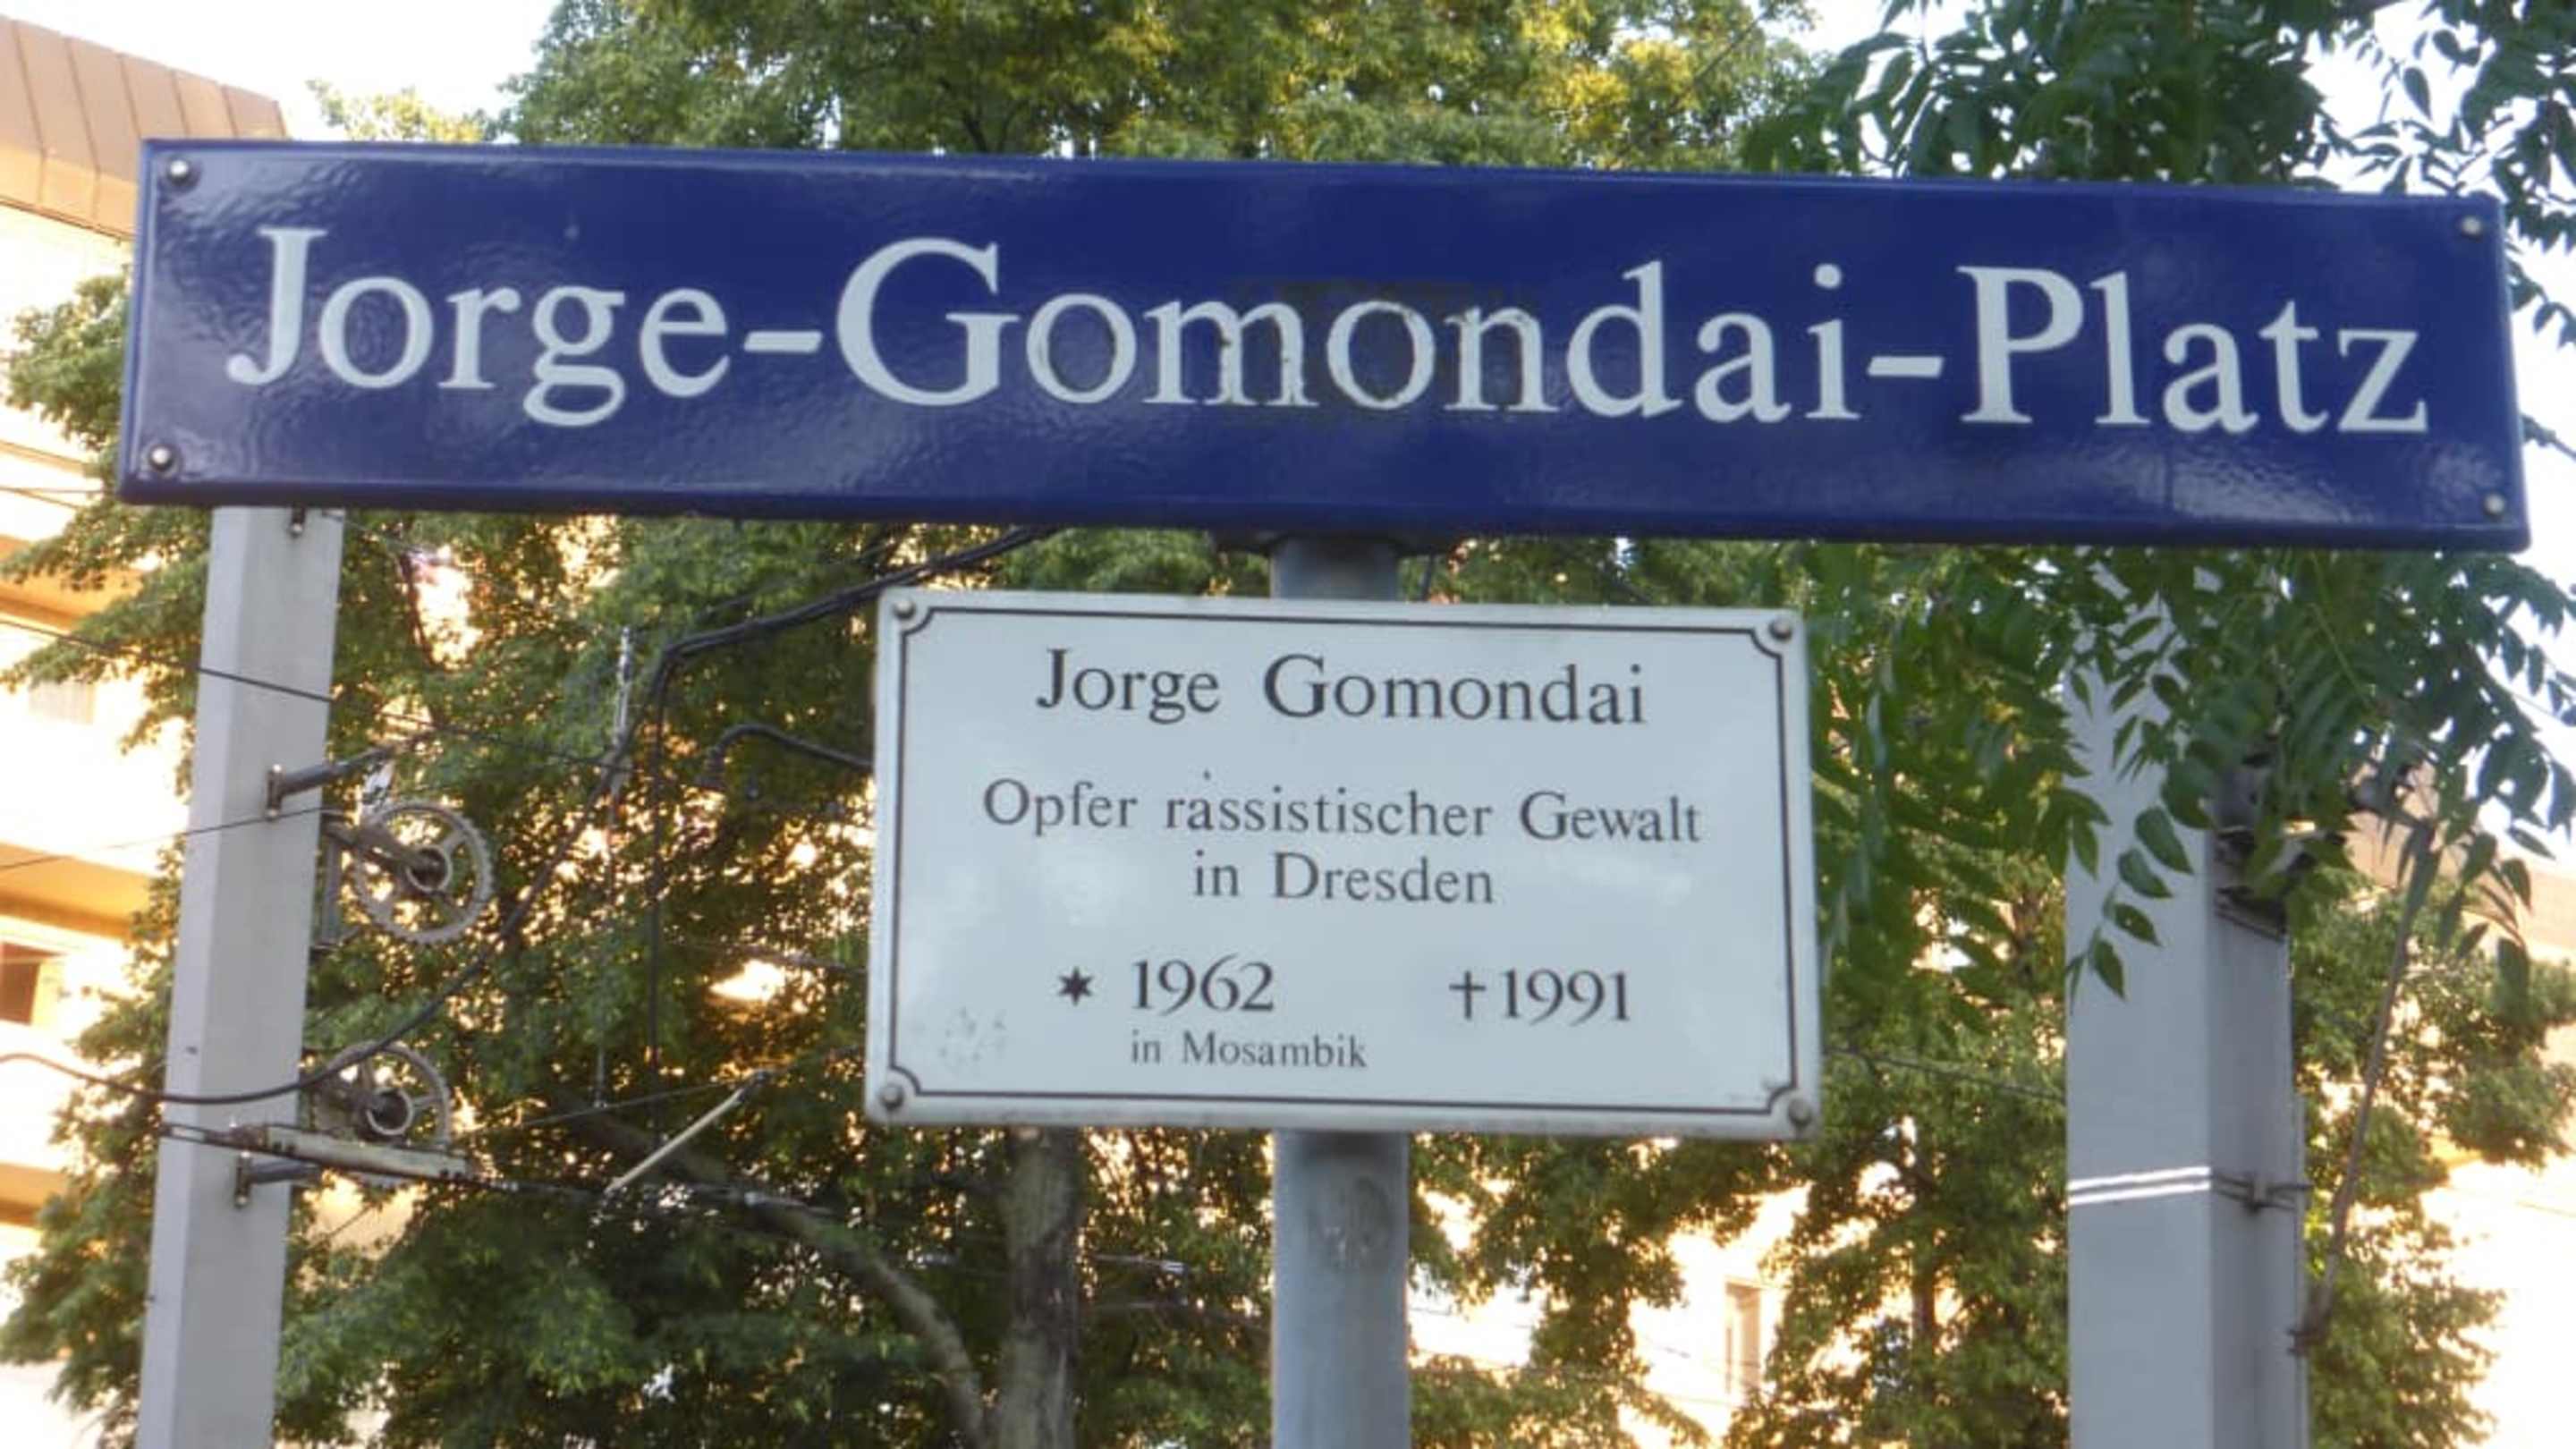 Jorge-Gomondai-Platz
Jorge Gomondai
Opfer rassistischer Gewalt
in Dresden
✶ 1962 †1991
in Mosambik